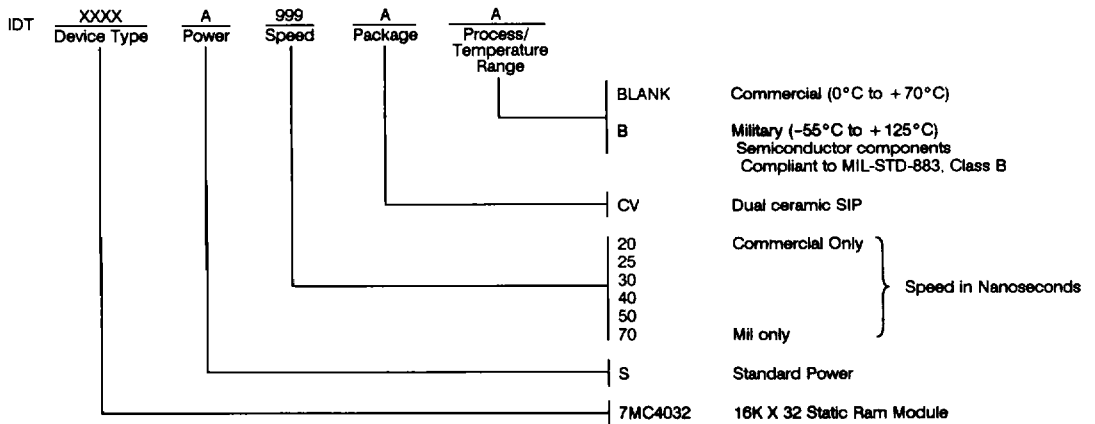 IDT XXXX A 999 A A
Device Type Power Speed Package Process/
Temperature
Range
BLANK Commercial (0°C to +70°C)
B Military (–55°C to +125°C)
Semiconductor components
Compliant to MIL-STD-883, Class B
CV Dual ceramic SIP
20 Commercial Only
25
30 Speed in Nanoseconds
40
50
70 Mil only
S Standard Power
7MC4032 16K X 32 Static Ram Module